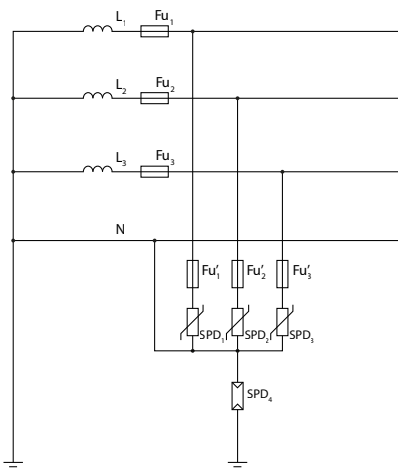 L₁ Fu₁
L₂ Fu₂
L₃ Fu₃
N
Fu'₁ Fu'₂ Fu'₃
SPD₁ SPD₂ SPD₃
SPD₄